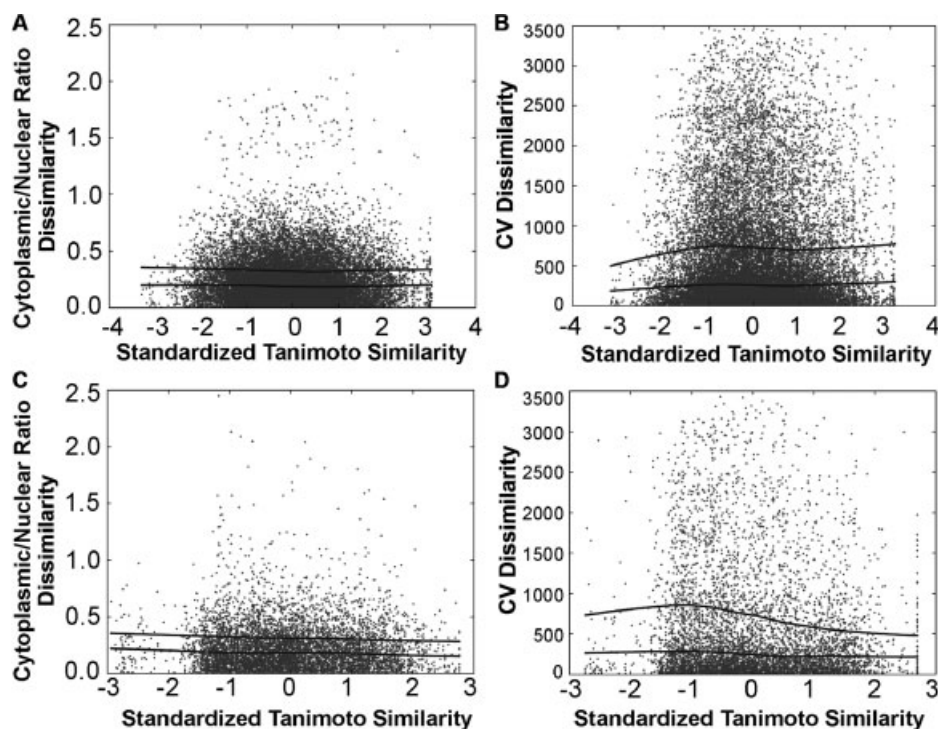 A
Cytoplasmic/Nuclear Ratio
Dissimilarity
2.5
2.0
1.5
1.0
0.5
0.0
-4 -3 -2 -1 0 1 2 3 4
Standardized Tanimoto Similarity
B
CV Dissimilarity
3500
3000
2500
2000
1500
1000
500
0
-4 -3 -2 -1 0 1 2 3 4
Standardized Tanimoto Similarity
C
Cytoplasmic/Nuclear Ratio
Dissimilarity
2.5
2.0
1.5
1.0
0.5
0.0
-3 -2 -1 0 1 2 3
Standardized Tanimoto Similarity
D
CV Dissimilarity
3500
3000
2500
2000
1500
1000
500
0
-3 -2 -1 0 1 2 3
Standardized Tanimoto Similarity